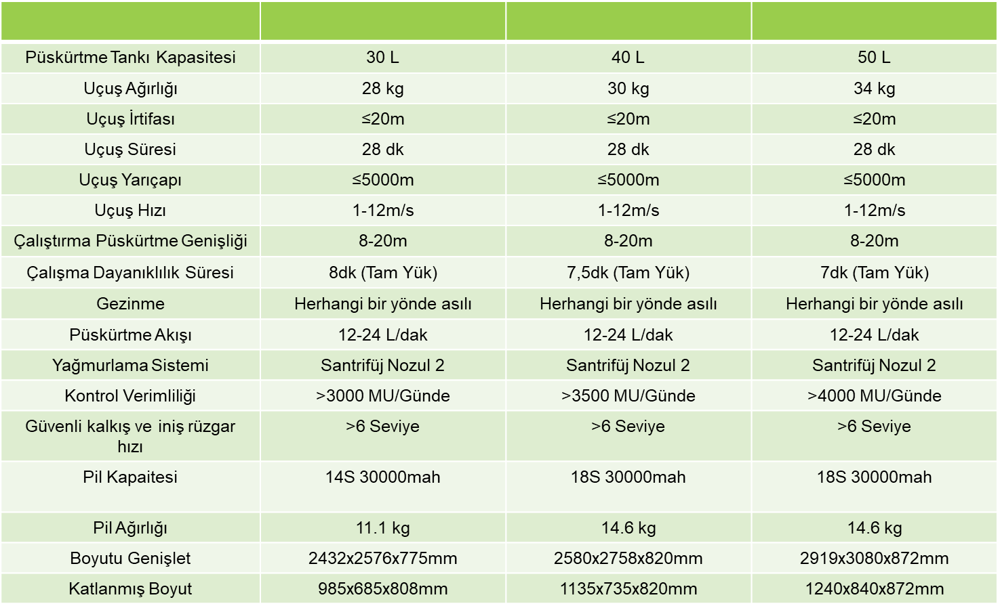 Püskürtme Tankı Kapasitesi 30 L 40 L 50 L
Uçuş Ağırlığı 28 kg 30 kg 34 kg
Uçuş İrtifası ≤20m ≤20m ≤20m
Uçuş Süresi 28 dk 28 dk 28 dk
Uçuş Yarıçapı ≤5000m ≤5000m ≤5000m
Uçuş Hızı 1-12m/s 1-12m/s 1-12m/s
Çalıştırma Püskürtme Genişliği 8-20m 8-20m 8-20m
Çalışma Dayanıklılık Süresi 8dk (Tam Yük) 7,5dk (Tam Yük) 7dk (Tam Yük)
Gezinme Herhangi bir yönde asılı Herhangi bir yönde asılı Herhangi bir yönde asılı
Püskürtme Akışı 12-24 L/dak 12-24 L/dak 12-24 L/dak
Yağmurlama Sistemi Santrifüj Nozul 2 Santrifüj Nozul 2 Santrifüj Nozul 2
Kontrol Verimliliği >3000 MU/Günde >3500 MU/Günde >4000 MU/Günde
Güvenli kalkış ve iniş rüzgar >6 Seviye >6 Seviye >6 Seviye
hızı
Pil Kapaitesi 14S 30000mah 18S 30000mah 18S 30000mah
Pil Ağırlığı 11.1 kg 14.6 kg 14.6 kg
Boyutu Genişlet 2432x2576x775mm 2580x2758x820mm 2919x3080x872mm
Katlanmış Boyut 985x685x808mm 1135x735x820mm 1240x840x872mm